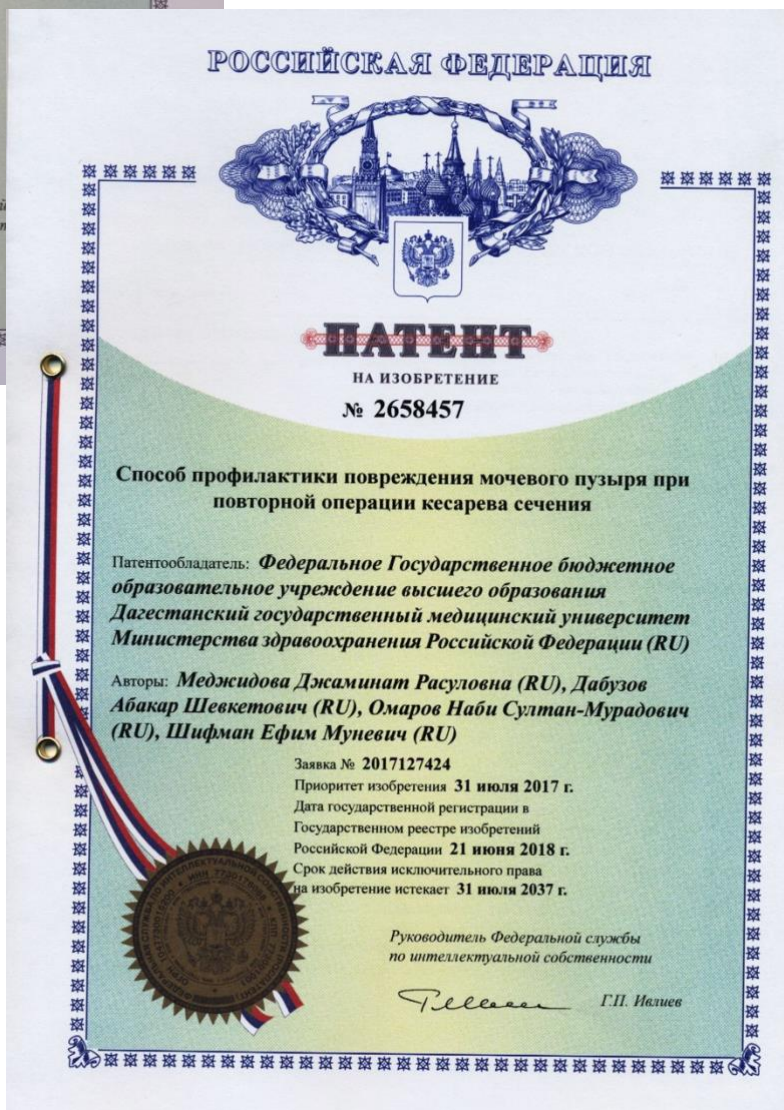 РОССИЙСКАЯ ФЕДЕРАЦИЯ
ПАТЕНТ
НА ИЗОБРЕТЕНИЕ
№ 2658457
Способ профилактики повреждения мочевого пузыря при
повторной операции кесарева сечения
Патентообладатель: Федеральное Государственное бюджетное
образовательное учреждение высшего образования
Дагестанский государственный медицинский университет
Министерства здравоохранения Российской Федерации (RU)
Авторы: Меджидова Джаминат Расуловна (RU), Дабузов
Абакар Шевкетович (RU), Омаров Наби Султан-Мурадович
(RU), Шифман Ефим Муневич (RU)
Заявка № 2017127424
Приоритет изобретения 31 июля 2017 г.
Дата государственной регистрации в
Государственном реестре изобретений
Российской Федерации 21 июня 2018 г.
Срок действия исключительного права
на изобретение истекает 31 июля 2037 г.
Руководитель Федеральной службы
по интеллектуальной собственности
Г.П. Ивлиев